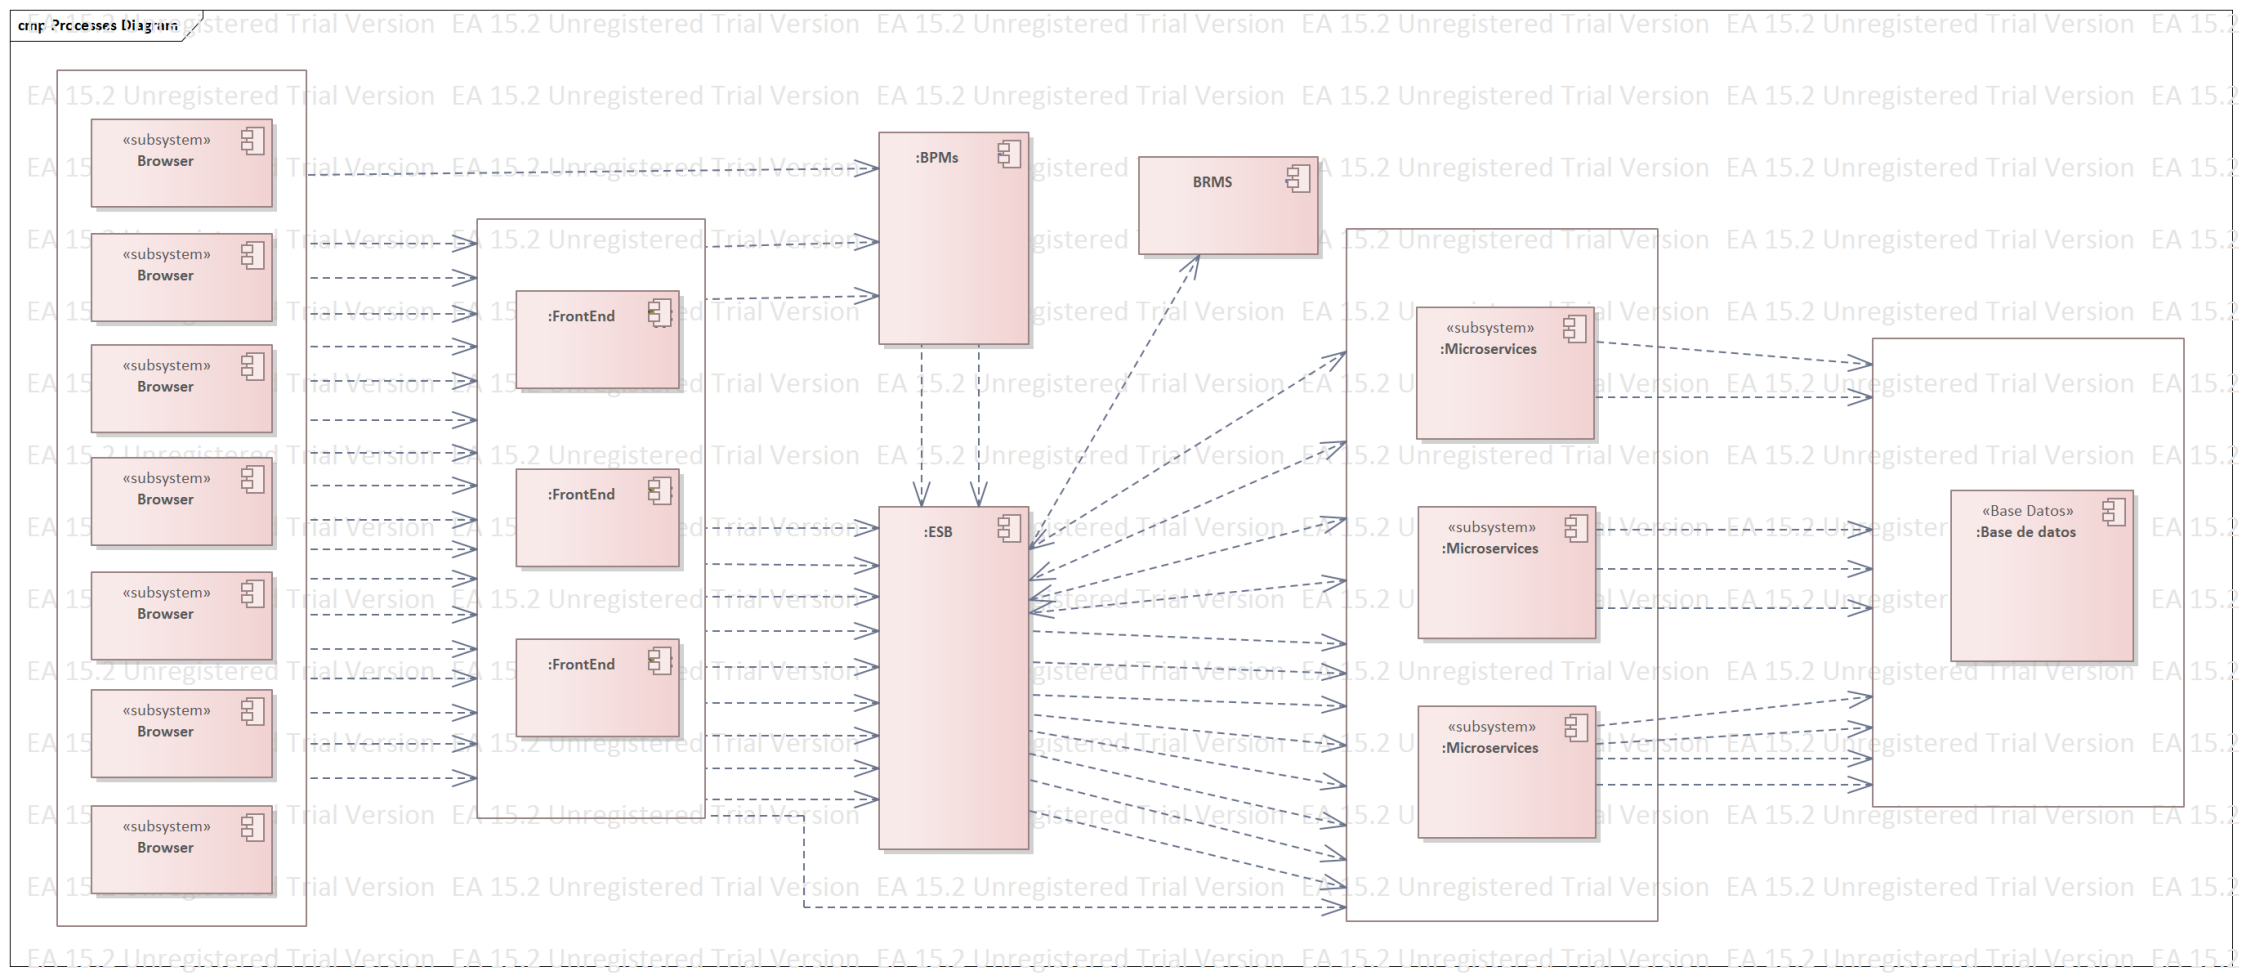 cmp Processes Diagram
«subsystem»
Browser
«subsystem»
Browser
«subsystem»
Browser
«subsystem»
Browser
«subsystem»
Browser
«subsystem»
Browser
«subsystem»
Browser
:FrontEnd
:FrontEnd
:FrontEnd
:BPMs
:ESB
BRMS
«subsystem»
:Microservices
«subsystem»
:Microservices
«subsystem»
:Microservices
«Base Datos»
:Base de datos
EA 15.2 Unregistered Trial Version